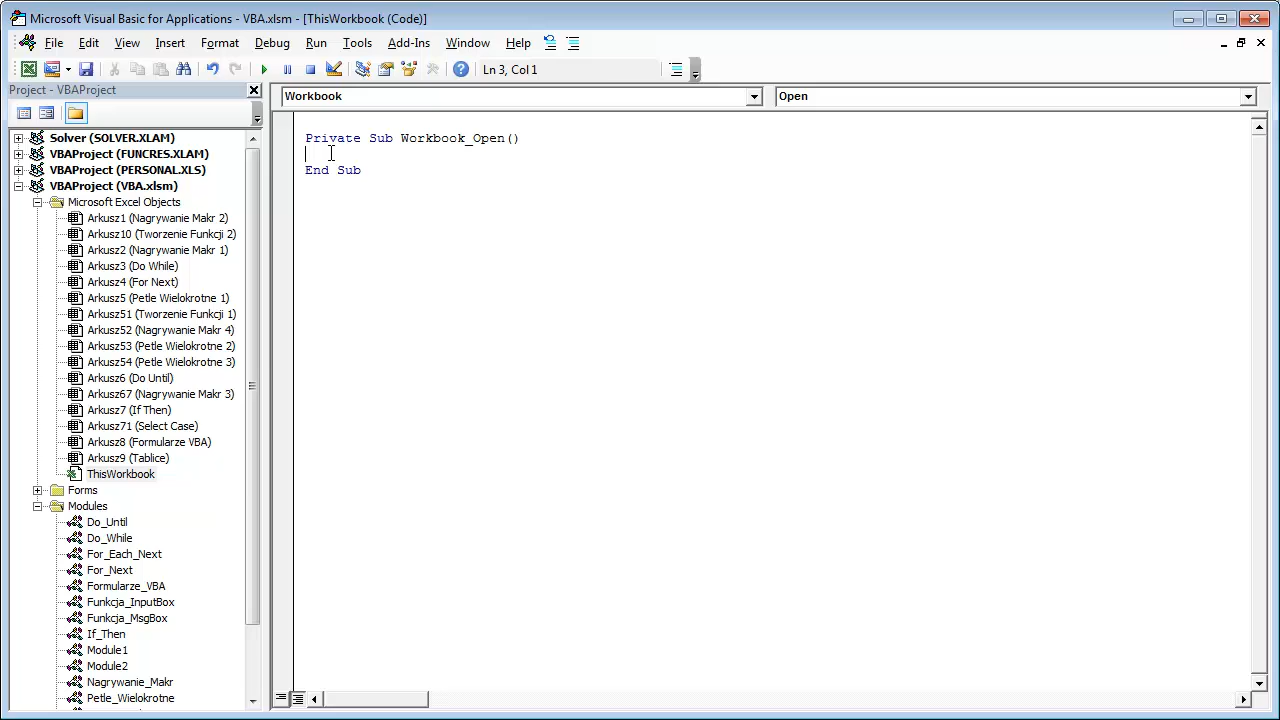 Microsoft Visual Basic for Applications - VBA.xlsm - [ThisWorkbook (Code)]
File Edit View Insert Format Debug Run Tools Add-Ins Window Help
Ln 3, Col 1
Project - VBAProject
Workbook
Open
Solver (SOLVER.XLAM)
VBAProject (FUNCRES.XLAM)
VBAProject (PERSONAL.XLS)
VBAProject (VBA.xlsm)
Microsoft Excel Objects
Arkusz1 (Nagrywanie Makr 2)
Arkusz10 (Tworzenie Funkcji 2)
Arkusz2 (Nagrywanie Makr 1)
Arkusz3 (Do While)
Arkusz4 (For Next)
Arkusz5 (Petle Wielokrotne 1)
Arkusz51 (Tworzenie Funkcji 1)
Arkusz52 (Nagrywanie Makr 4)
Arkusz53 (Petle Wielokrotne 2)
Arkusz54 (Petle Wielokrotne 3)
Arkusz6 (Do Until)
Arkusz67 (Nagrywanie Makr 3)
Arkusz7 (If Then)
Arkusz71 (Select Case)
Arkusz8 (Formularze VBA)
Arkusz9 (Tablice)
ThisWorkbook
Forms
Modules
Do_Until
Do_While
For_Each_Next
For_Next
Formularze_VBA
Funkcja_InputBox
Funkcja_MsgBox
If_Then
Module1
Module2
Nagrywanie_Makr
Petle_Wielokrotne
Private Sub Workbook_Open()
End Sub